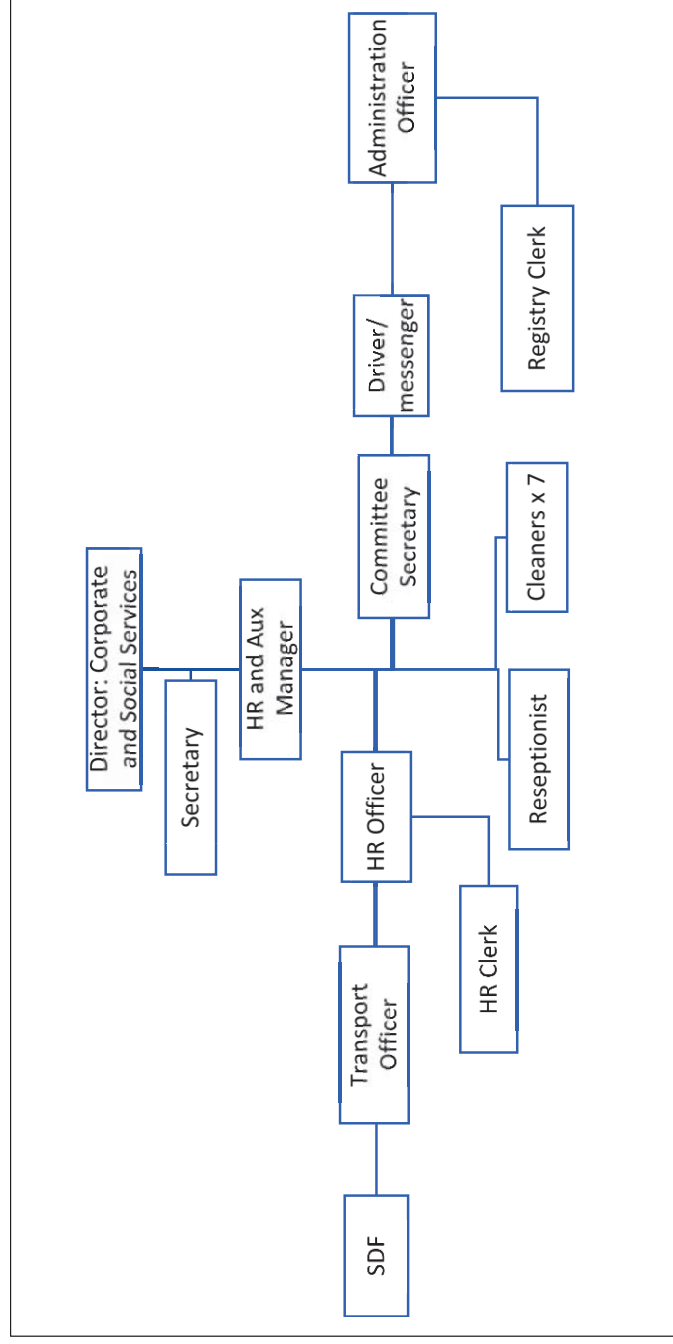 Director: Corporate
and Social Services
Secretary
HR and Aux
Manager
SDF
Transport
Officer
HR Officer
Committee
Secretary
Driver/
messenger
Administration
Officer
HR Clerk
Reseptionist
Cleaners x 7
Registry Clerk